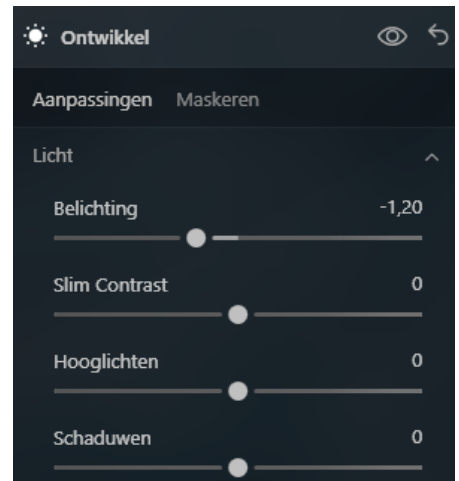 Ontwikkel
Aanpassingen Maskeren
Licht
Belichting -1,20
Slim Contrast 0
Hooglichten 0
Schaduwen 0